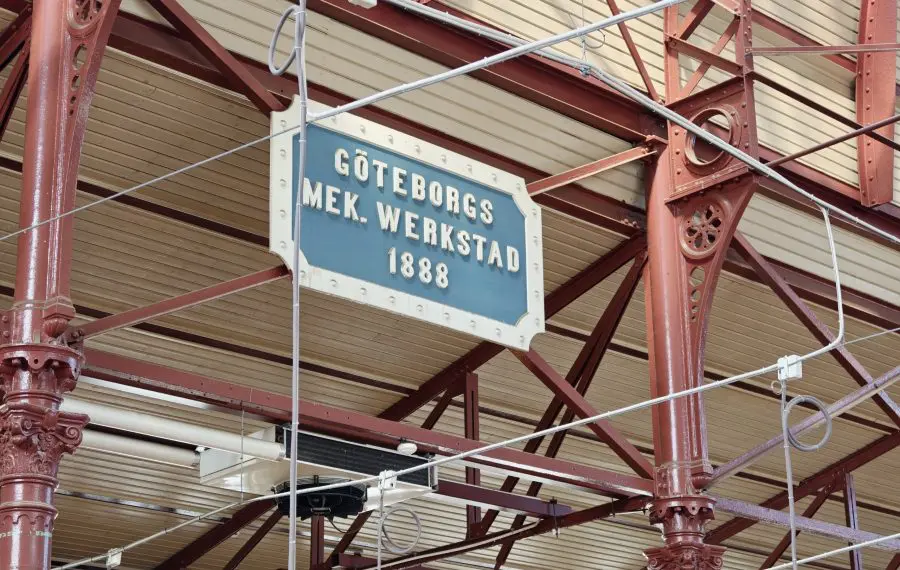 GÖTEBORGS
MEK. WERKSTAD
1888